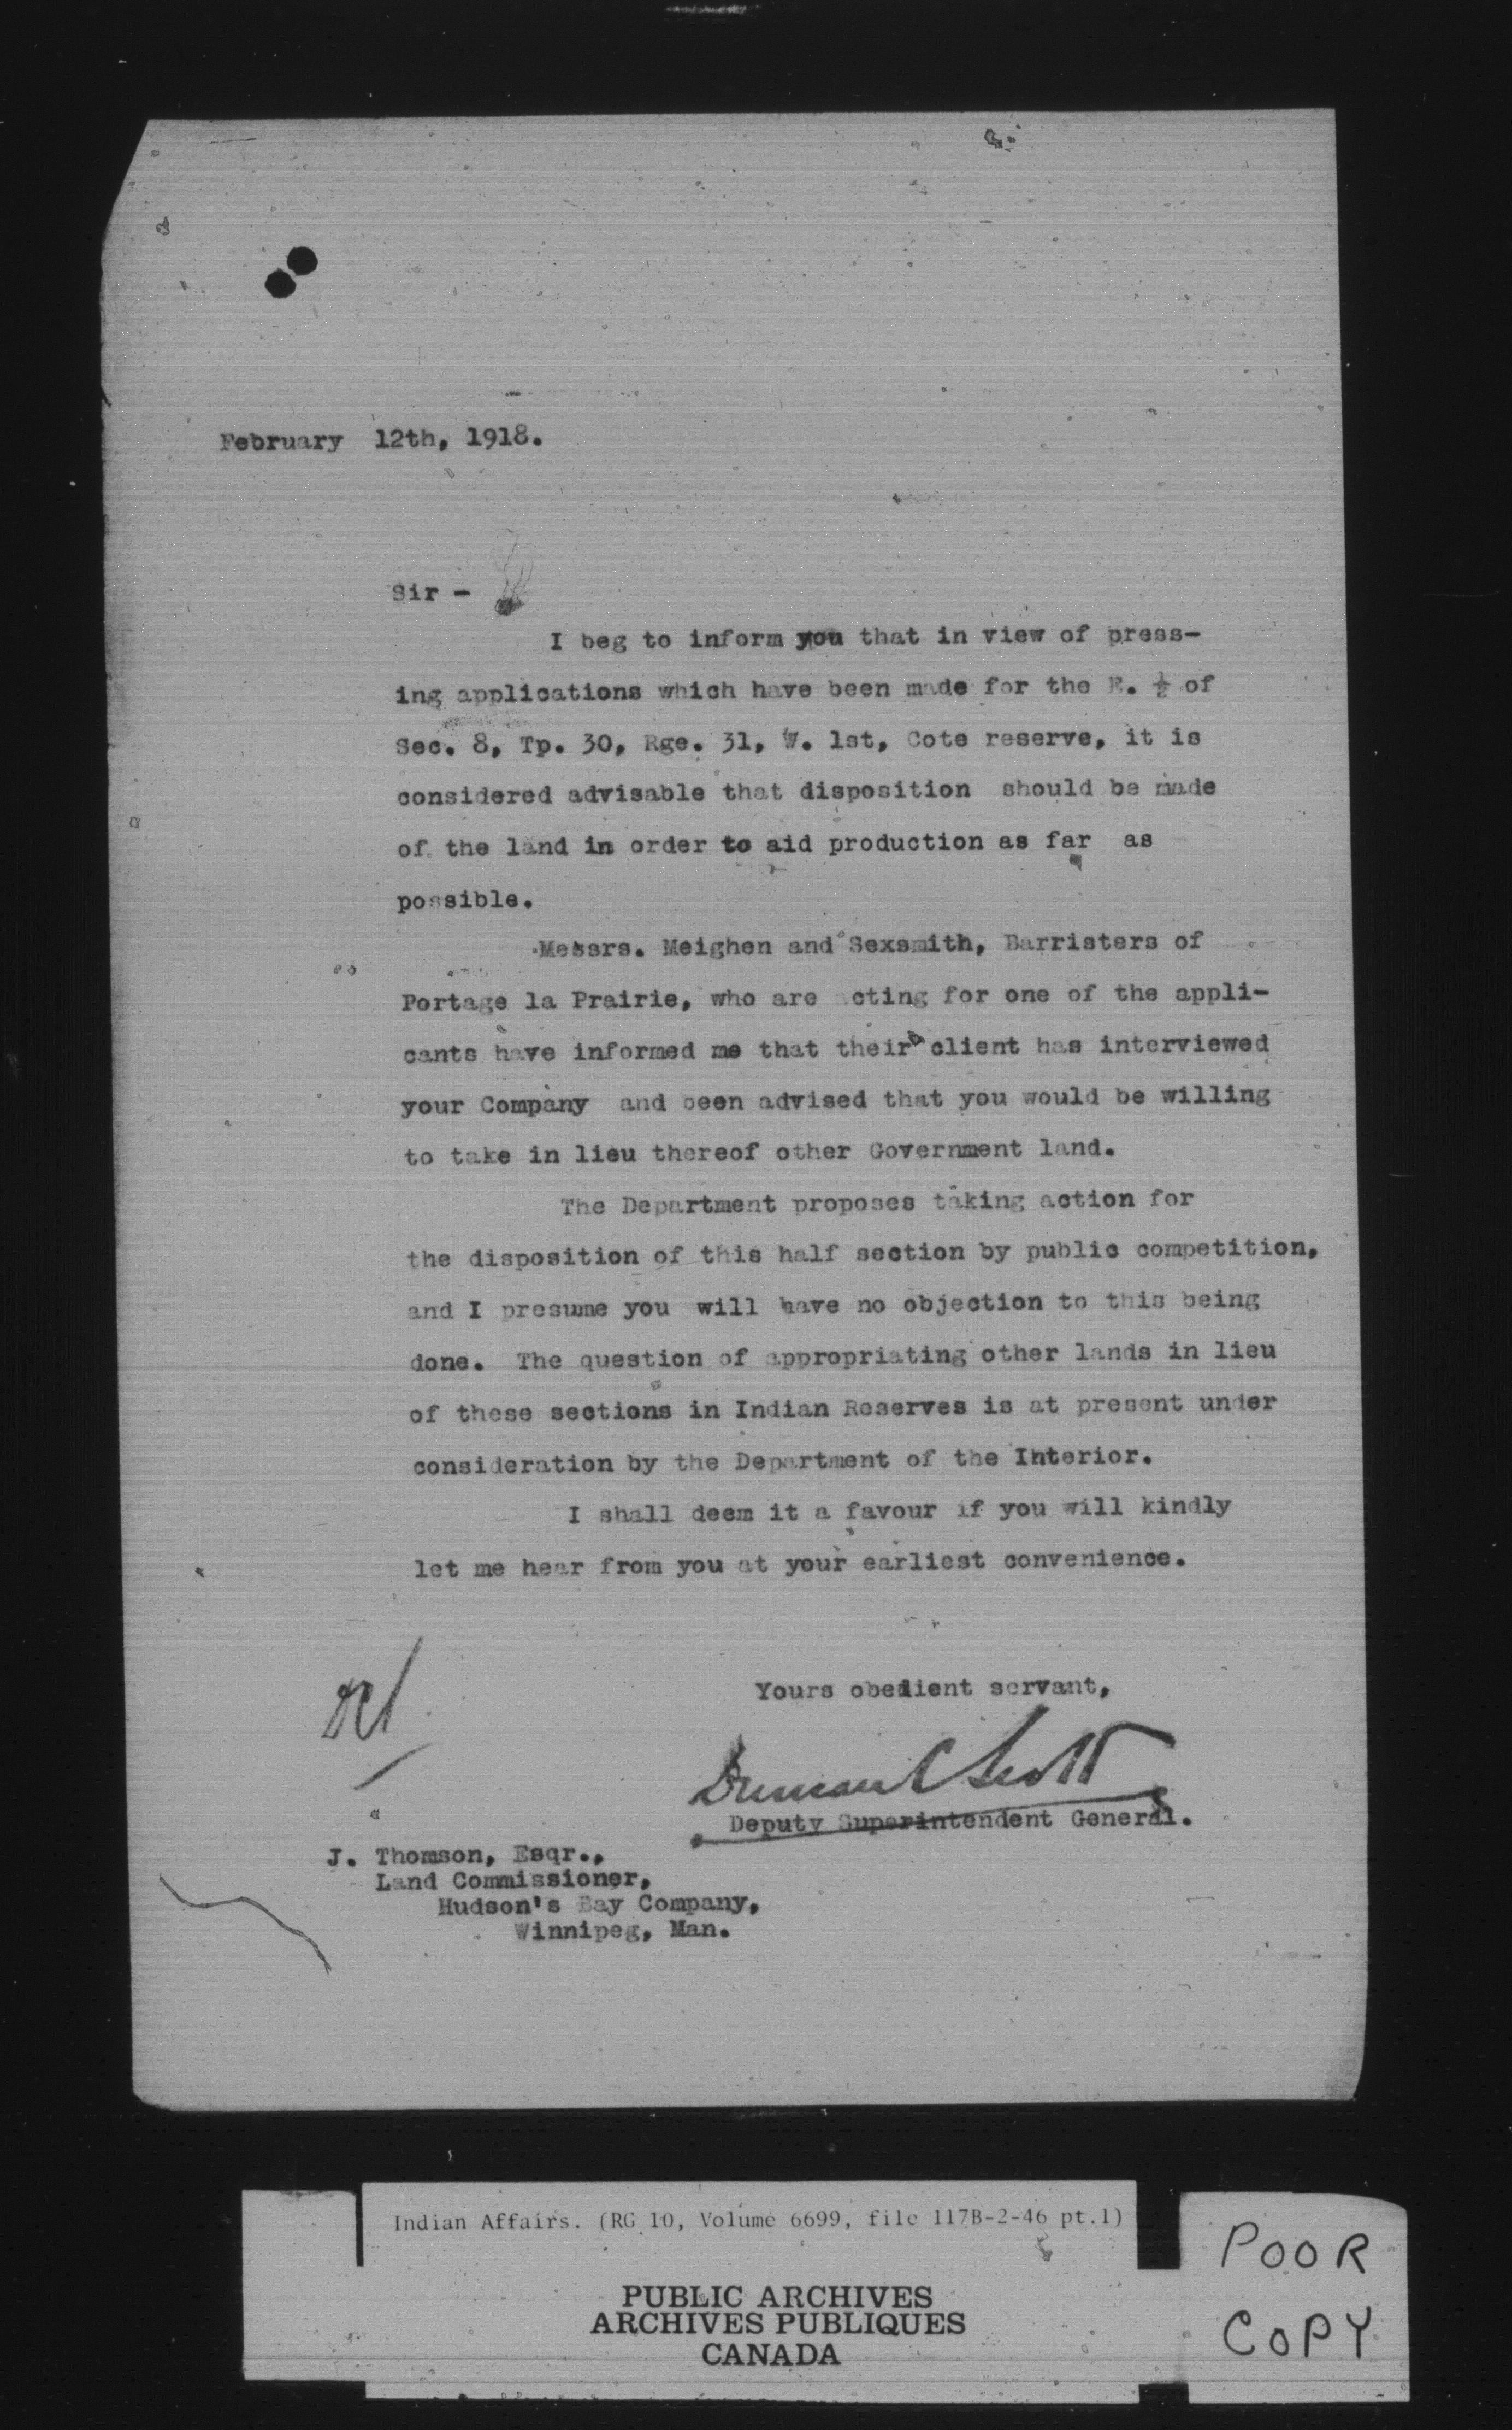 February 12th, 1918.
Sir -
I beg to inform you that in view of press-
ing applications which have been made for the E. ½ of
Sec. 8, Tp. 30, Rge. 31, W. 1st, Cote reserve, it is
considered advisable that disposition should be made
of the land in order to aid production as far as
possible.
Messrs. Meighen and Sexsmith, Barristers of
Portage la Prairie, who are acting for one of the appli-
cants have informed me that their client has interviewed
your Company and been advised that you would be willing
to take in lieu thereof other Government land.
The Department proposes taking action for
the disposition of this half section by public competition,
and I presume you will have no objection to this being
done. The question of appropriating other lands in lieu
of these sections in Indian Reserves is at present under
consideration by the Department of the Interior.
I shall deem it a favour if you will kindly
let me hear from you at your earliest convenience.
Yours obedient servant,
Duncan C Scott
Deputy Superintendent General.
J. Thomson, Esqr.,
Land Commissioner,
Hudson's Bay Company,
Winnipeg, Man.
Indian Affairs. (RG 10, Volume 6699, file 117B-2-46 pt.1)
PUBLIC ARCHIVES
ARCHIVES PUBLIQUES
CANADA
POOR
COPY